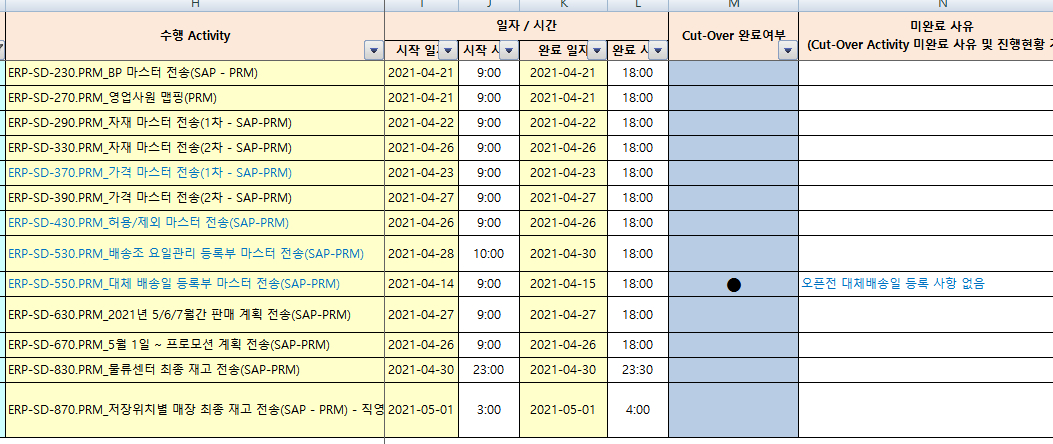 H I J K L M N
수행 Activity
일자 / 시간
Cut-Over 완료여부
미완료 사유
(Cut-Over Activity 미완료 사유 및 진행현황
시작 일 시작 시 완료 일자 완료 시
ERP-SD-230.PRM_BP 마스터 전송(SAP - PRM) 2021-04-21 9:00 2021-04-21 18:00
ERP-SD-270.PRM_영업사원 맵핑(PRM) 2021-04-21 9:00 2021-04-21 18:00
ERP-SD-290.PRM_자재 마스터 전송(1차 - SAP-PRM) 2021-04-22 9:00 2021-04-22 18:00
ERP-SD-330.PRM_자재 마스터 전송(2차 - SAP-PRM) 2021-04-26 9:00 2021-04-26 18:00
ERP-SD-370.PRM_가격 마스터 전송(1차 - SAP-PRM) 2021-04-23 9:00 2021-04-23 18:00
ERP-SD-390.PRM_가격 마스터 전송(2차 - SAP-PRM) 2021-04-27 9:00 2021-04-27 18:00
ERP-SD-430.PRM_허용/제외 마스터 전송(SAP-PRM) 2021-04-26 9:00 2021-04-26 18:00
ERP-SD-530.PRM_배송조 요일관리 등록부 마스터 전송(SAP-PRM) 2021-04-28 10:00 2021-04-30 18:00
ERP-SD-550.PRM_대체 배송일 등록부 마스터 전송(SAP-PRM) 2021-04-14 9:00 2021-04-15 18:00 ● 오픈전 대체배송일 등록 사항 없음
ERP-SD-630.PRM_2021년 5/6/7월간 판매 계획 전송(SAP-PRM) 2021-04-27 9:00 2021-04-27 18:00
ERP-SD-670.PRM_5월 1일 ~ 프로모션 계획 전송(SAP-PRM) 2021-04-26 9:00 2021-04-26 18:00
ERP-SD-830.PRM_물류센터 최종 재고 전송(SAP-PRM) 2021-04-30 23:00 2021-04-30 23:30
ERP-SD-870.PRM_저장위치별 매장 최종 재고 전송(SAP - PRM) - 직영 2021-05-01 3:00 2021-05-01 4:00